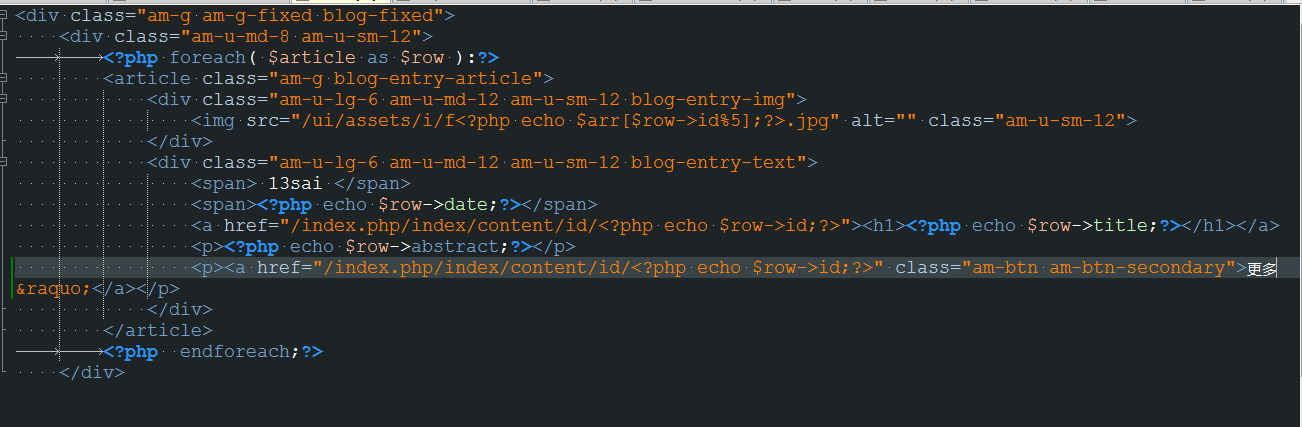 <div class="am-g am-g-fixed blog-fixed">
    <div class="am-u-md-8 am-u-sm-12">
		<?php foreach( $article as $row ):?>
        <article class="am-g blog-entry-article">
            <div class="am-u-lg-6 am-u-md-12 am-u-sm-12 blog-entry-img">
                <img src="/ui/assets/i/f<?php echo $arr[$row->id%5];?>.jpg" alt="" class="am-u-sm-12">
            </div>
            <div class="am-u-lg-6 am-u-md-12 am-u-sm-12 blog-entry-text">
                <span> 13sai </span>
                <span><?php echo $row->date;?></span>
                <a href="/index.php/index/content/id/<?php echo $row->id;?>"><h1><?php echo $row->title;?></h1></a>
                <p><?php echo $row->abstract;?></p>
                <p><a href="/index.php/index/content/id/<?php echo $row->id;?>" class="am-btn am-btn-secondary">更多
&raquo;</a></p>
            </div>
        </article>
		<?php  endforeach;?>
    </div>